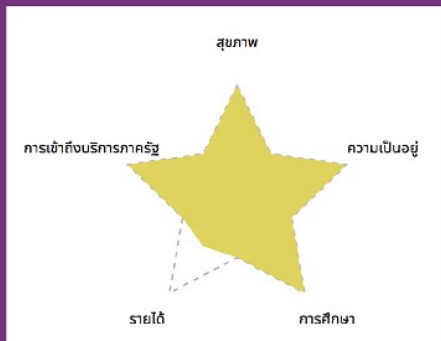 สุขภาพ
การเข้าถึงบริการภาครัฐ
ความเป็นอยู่
รายได้
การศึกษา